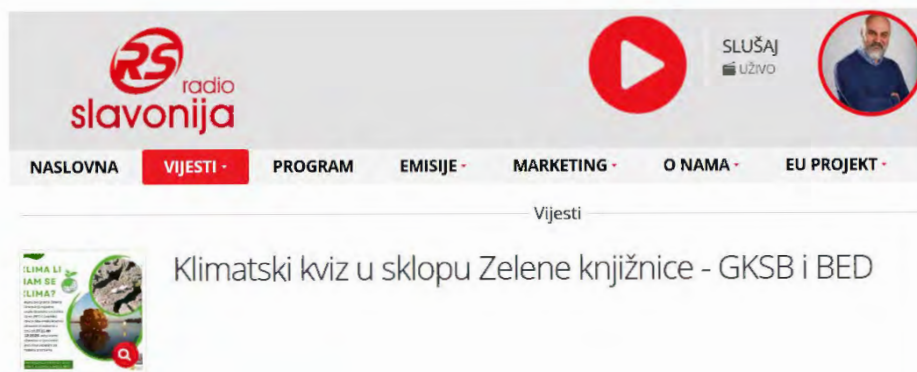 RS
radio
slavonija
SLUŠAJ
UŽIVO
NASLOVNA VIJESTI PROGRAM EMISIJE MARKETING O NAMA EU PROJEKT
Vijesti
Klimatski kviz u sklopu Zelene knjižnice - GKSB i BED
KLIMA?